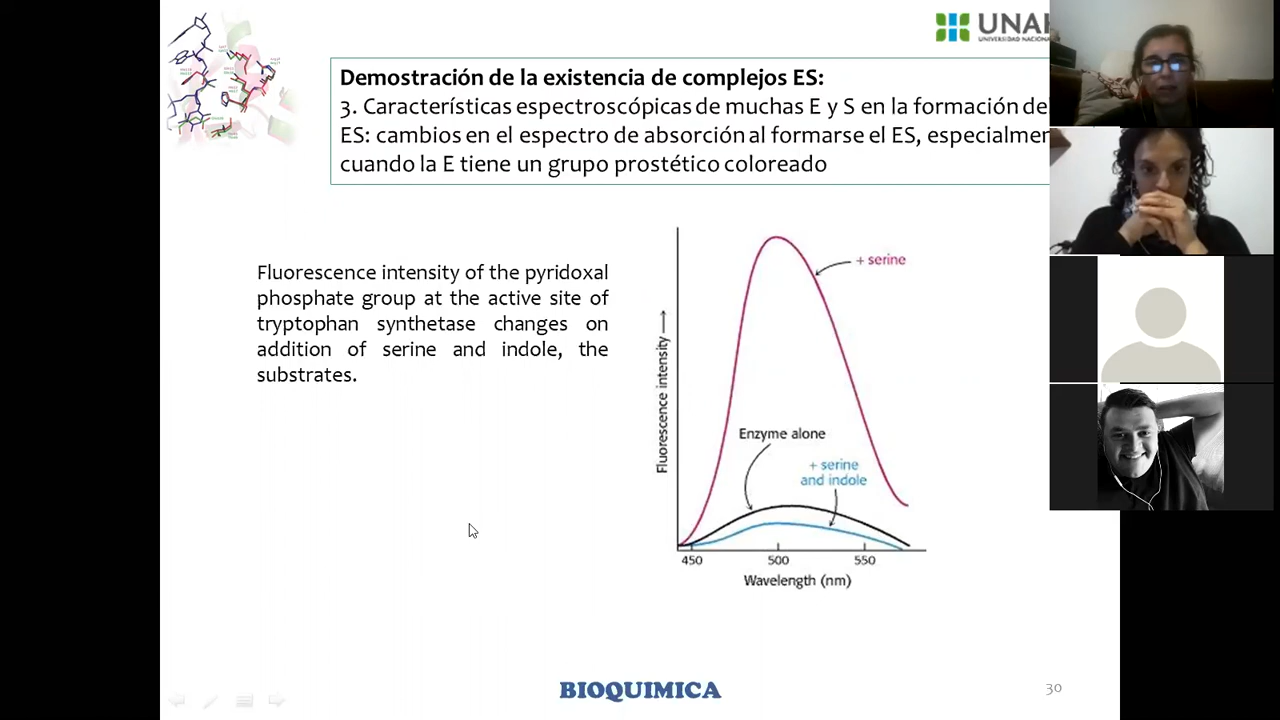 UNA
UNIVERSIDAD NACIONA
Demostración de la existencia de complejos ES:
3. Características espectroscópicas de muchas E y S en la formación de
ES: cambios en el espectro de absorción al formarse el ES, especialmen
cuando la E tiene un grupo prostético coloreado
Fluorescence intensity of the pyridoxal
phosphate group at the active site of
tryptophan synthetase changes on
addition of serine and indole, the
substrates.
+ serine
Fluorescence intensity
Enzyme alone
+ serine
and indole
450
500
550
Wavelength (nm)
BIOQUIMICA
30